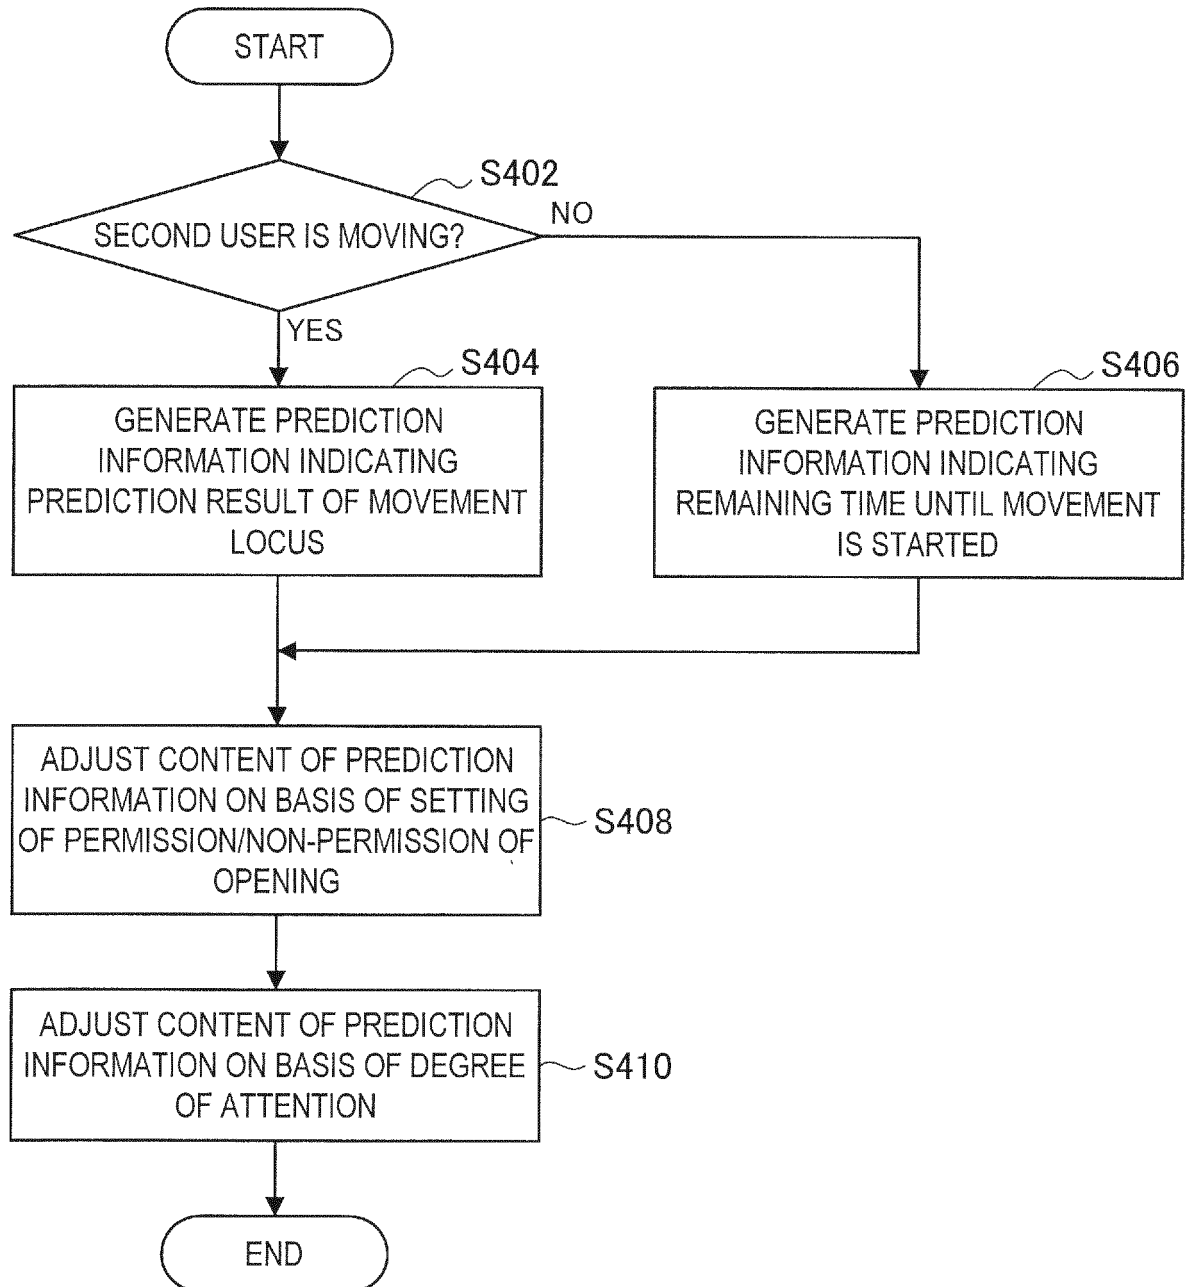 START
S402
SECOND USER IS MOVING?
NO
YES
S404
GENERATE PREDICTION
INFORMATION INDICATING
PREDICTION RESULT OF MOVEMENT
LOCUS
S406
GENERATE PREDICTION
INFORMATION INDICATING
REMAINING TIME UNTIL MOVEMENT
IS STARTED
ADJUST CONTENT OF PREDICTION
INFORMATION ON BASIS OF SETTING
OF PERMISSION/NON-PERMISSION OF
OPENING
S408
ADJUST CONTENT OF PREDICTION
INFORMATION ON BASIS OF DEGREE
OF ATTENTION
S410
END